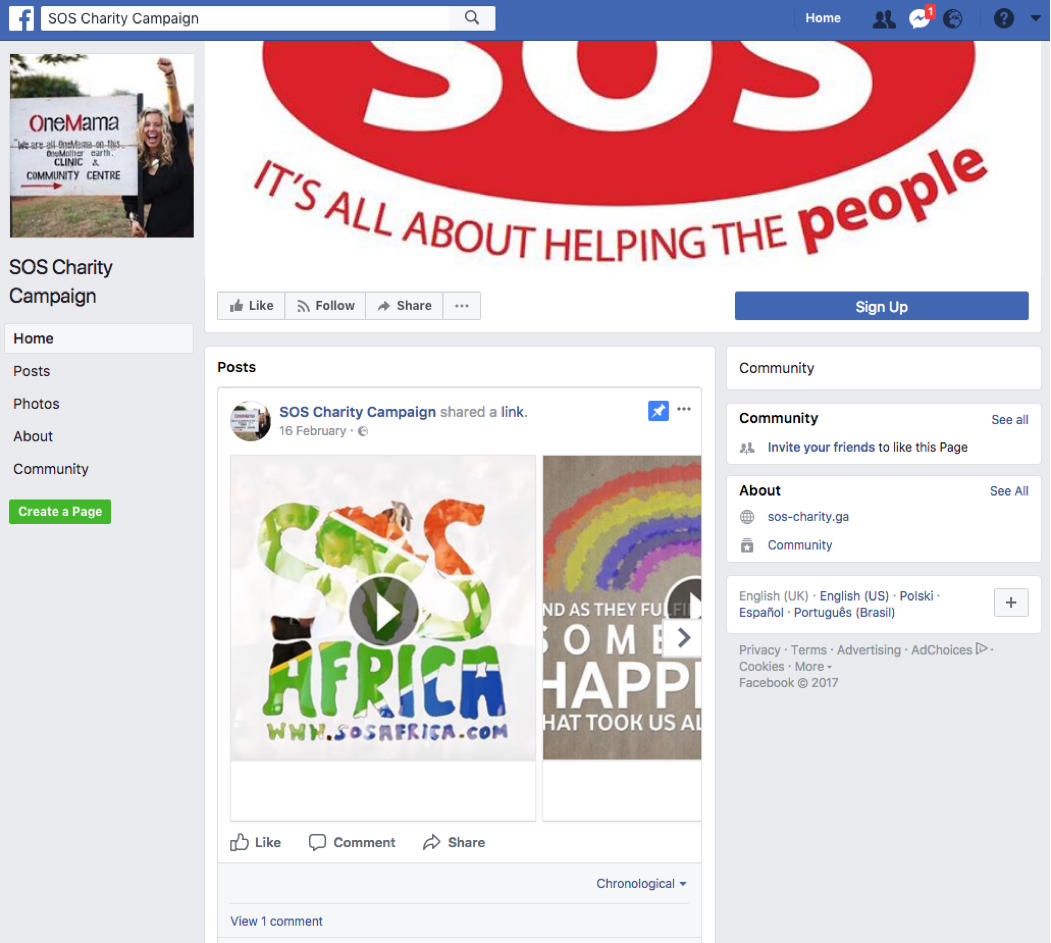 SOS Charity Campaign
Home
1
OneMama
"We are all OneMama on this
OneMother earth.
CLINIC &
COMMUNITY CENTRE
SOS Charity
Campaign
Home
Posts
Photos
About
Community
Create a Page
SOS
IT'S ALL ABOUT HELPING THE people
Like
Follow
Share
Sign Up
Posts
SOS Charity Campaign shared a link.
16 February ·
SOS
AFRICA
WWW.SOSAFRICA.COM
ND AS THEY FULFIL
SOME
HAPP
HAT TOOK US AL
Like
Comment
Share
Chronological
View 1 comment
Community
Community
See all
Invite your friends to like this Page
About
See All
sos-charity.ga
Community
English (UK) · English (US) · Polski ·
Español · Português (Brasil)
Privacy · Terms · Advertising · AdChoices ·
Cookies · More
Facebook © 2017